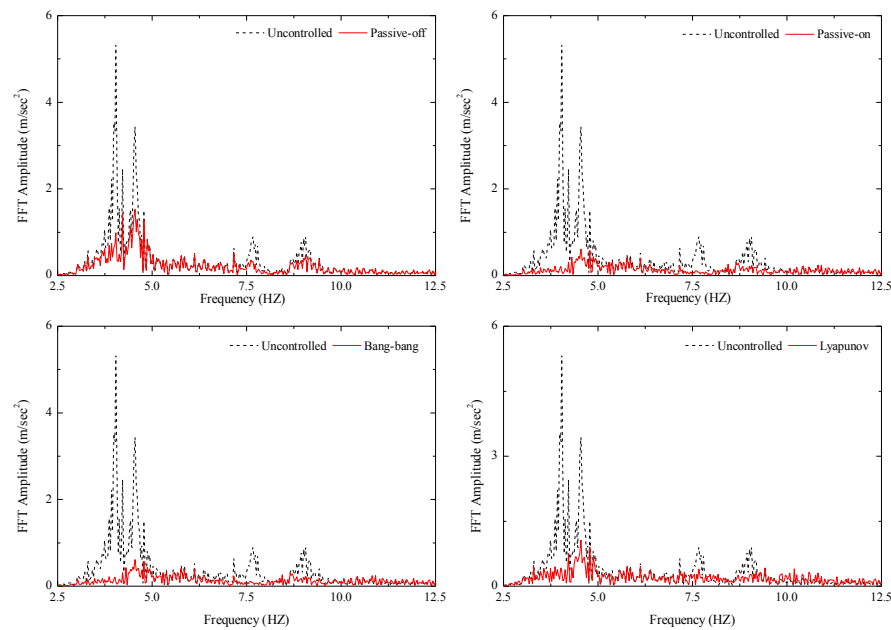 6
4
2
0
FFT Amplitude (m/sec²)
Uncontrolled Passive-off
2.5 5.0 7.5 10.0 12.5
Frequency (HZ)
6
4
2
0
FFT Amplitude (m/sec²)
Uncontrolled Passive-on
2.5 5.0 7.5 10.0 12.5
Frequency (HZ)
6
4
2
0
FFT Amplitude (m/sec²)
Uncontrolled Bang-bang
2.5 5.0 7.5 10.0 12.5
Frequency (HZ)
6
3
0
FFT Amplitude (m/sec²)
Uncontrolled Lyapunov
2.5 5.0 7.5 10.0 12.5
Frequency (HZ)